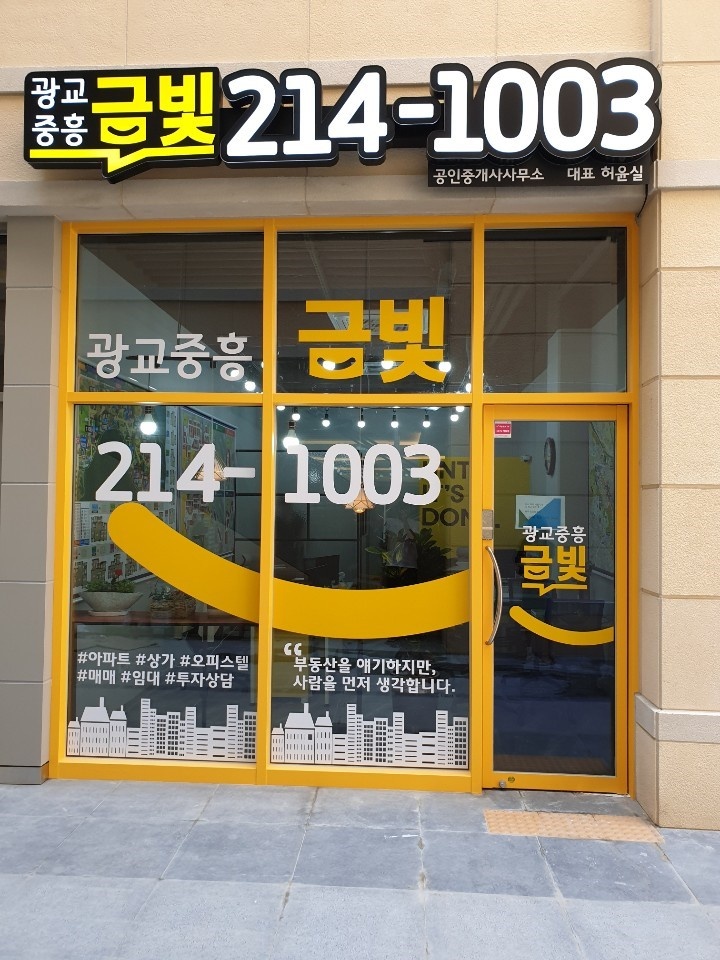 광교
중흥
금빛
214-1003
공인중개사사무소 대표 허윤실
광교중흥 금빛
214- 1003
광교중흥
금빛
#아파트 #상가 #오피스텔
#매매 #임대 #투자상담
“부동산을 얘기하지만,
사람을 먼저 생각합니다.